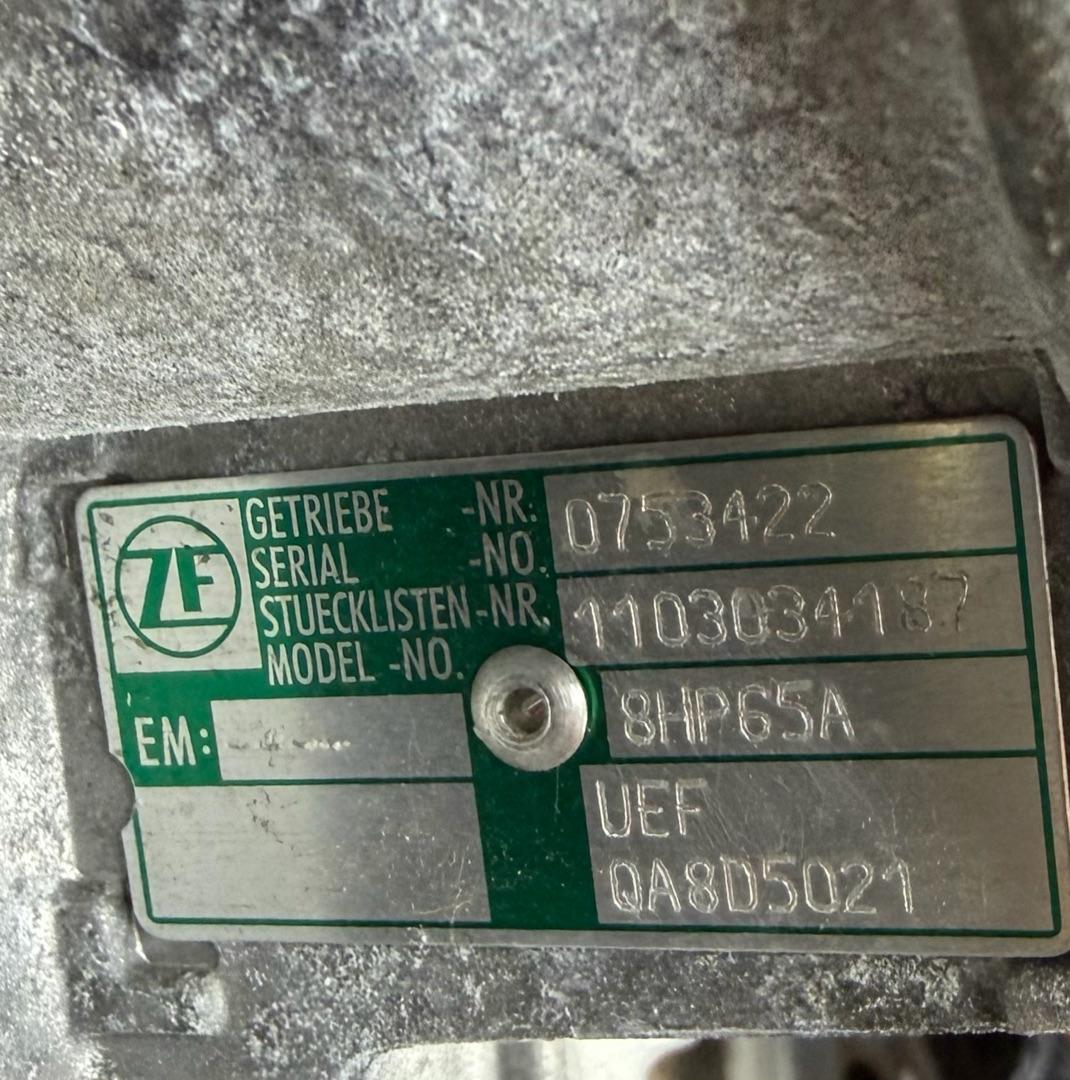 ZF
GETRIEBE -NR: 0753422
SERIAL -NO.
STUECKLISTEN-NR. 1103034187
MODEL -NO. 8HP65A
EM:
UEF
QA8D5021